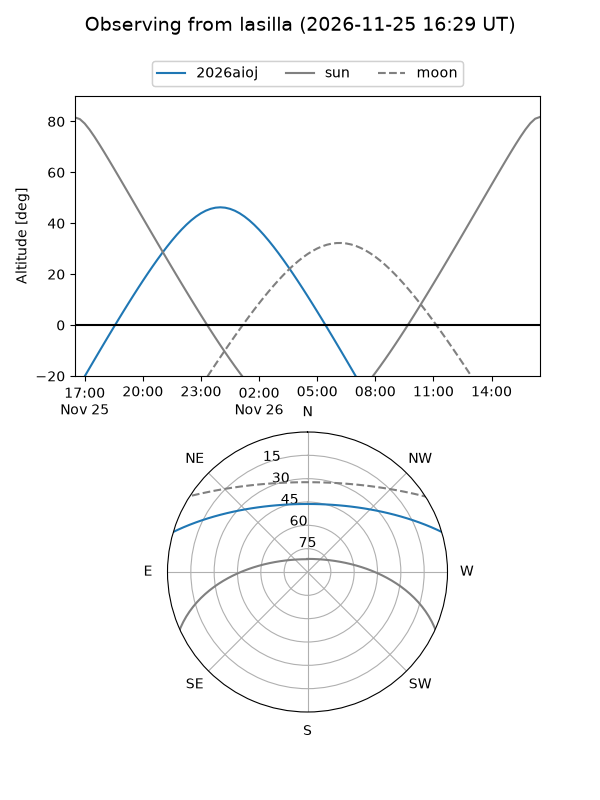 Observing from lasilla (2026-11-25 16:29 UT)
2026aioj sun moon
Altitude [deg]
80
60
40
20
0
−20
17:00 20:00 23:00 02:00 05:00 08:00 11:00 14:00
Nov 25 Nov 26
N
NE NW
15
30
45
60
75
E W
SE SW
S